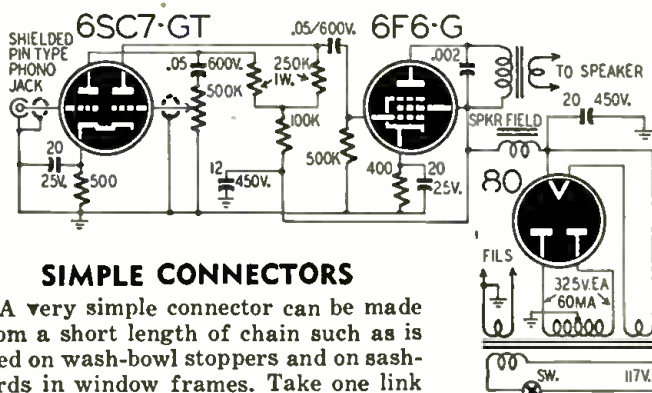 6SC7-GT
6F6-G
SHIELDED
PIN TYPE
PHONO
JACK
.05/600V.
.05
600V.
250K
1W.
500K
.002
TO SPEAKER
20 450V.
SPKR FIELD
100K
500K
20
25V.
500
12
450V.
400
20
25V.
80
FILS
325V.EA
60MA
SW.
117V.
SIMPLE CONNECTORS
A very simple connector can be made
om a short length of chain such as is
ed on wash-bowl stoppers and on sash-
rds in window frames. Take one link